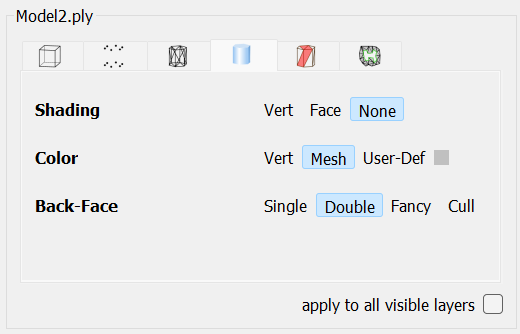 Model2.ply
Shading Vert Face None
Color Vert Mesh User-Def
Back-Face Single Double Fancy Cull
apply to all visible layers